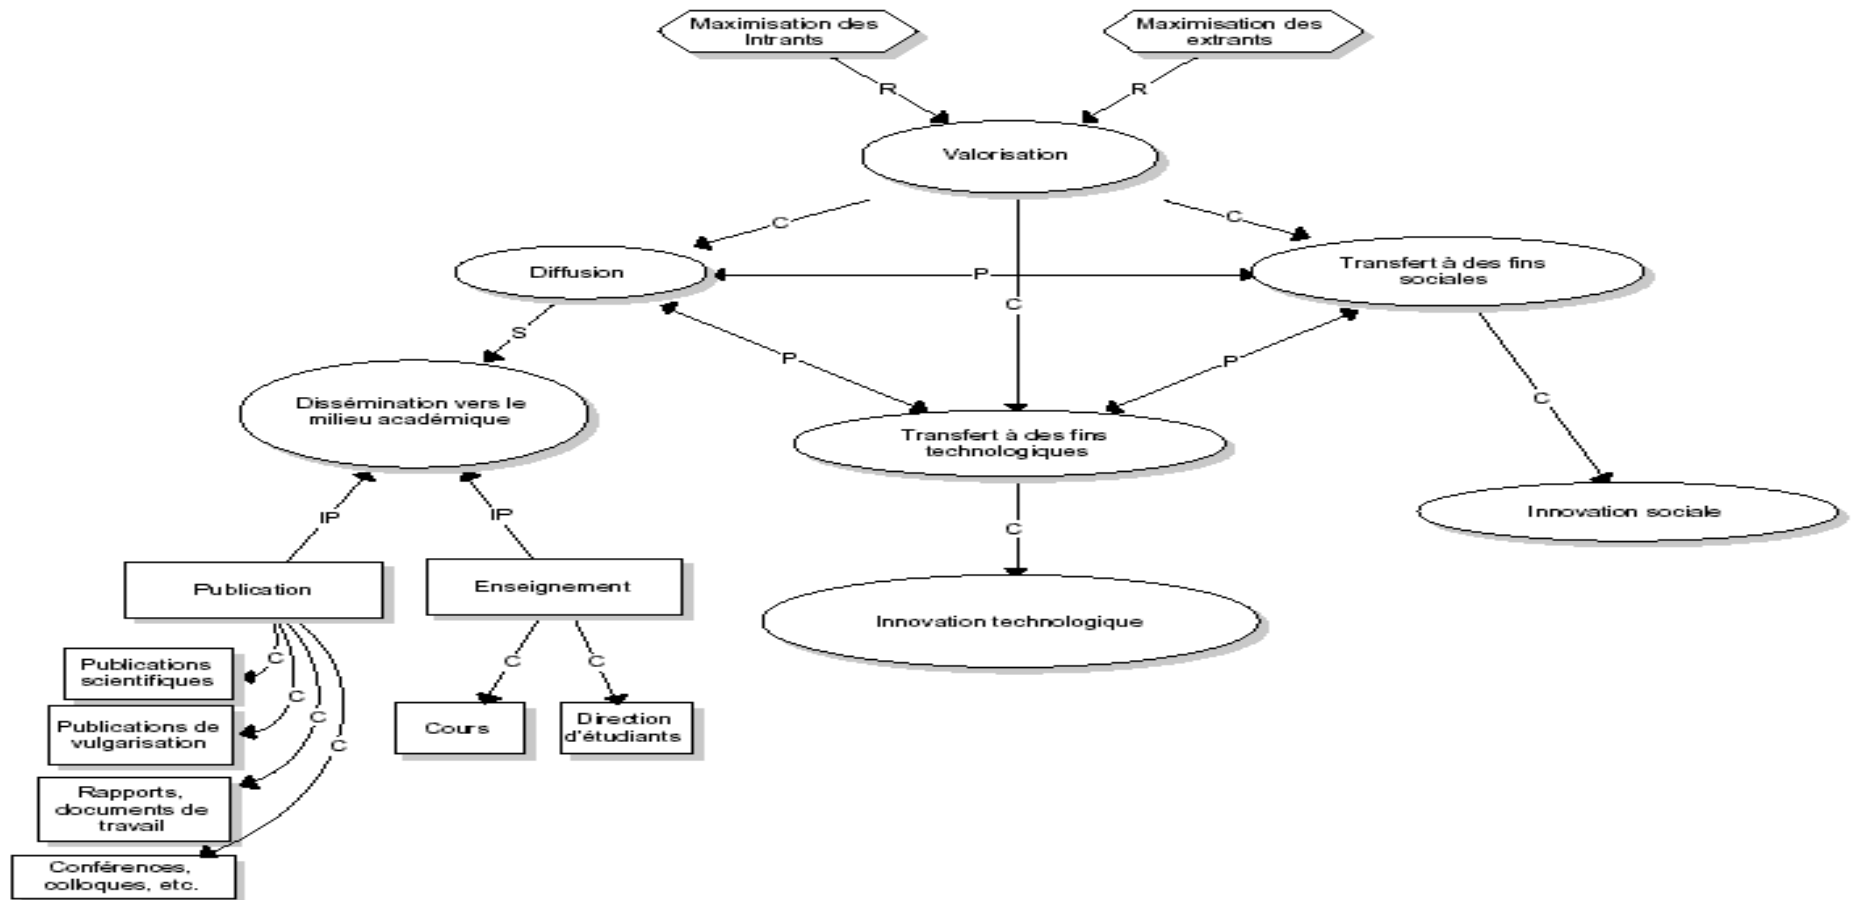 Maximisation des
Intrants
Maximisation des
extrants
R
R
Valorisation
C
C
Diffusion
P
Transfert à des fins
sociales
C
S
P
P
Dissémination vers le
milieu académique
C
Transfert à des fins
technologiques
IP
IP
Innovation sociale
C
Publication
Enseignement
Innovation technologique
C
C
C
Publications
scientifiques
C
C
Publications de
vulgarisation
Cours
Direction
d'étudiants
C
Rapports,
documents de
travail
Conférences,
colloques, etc.